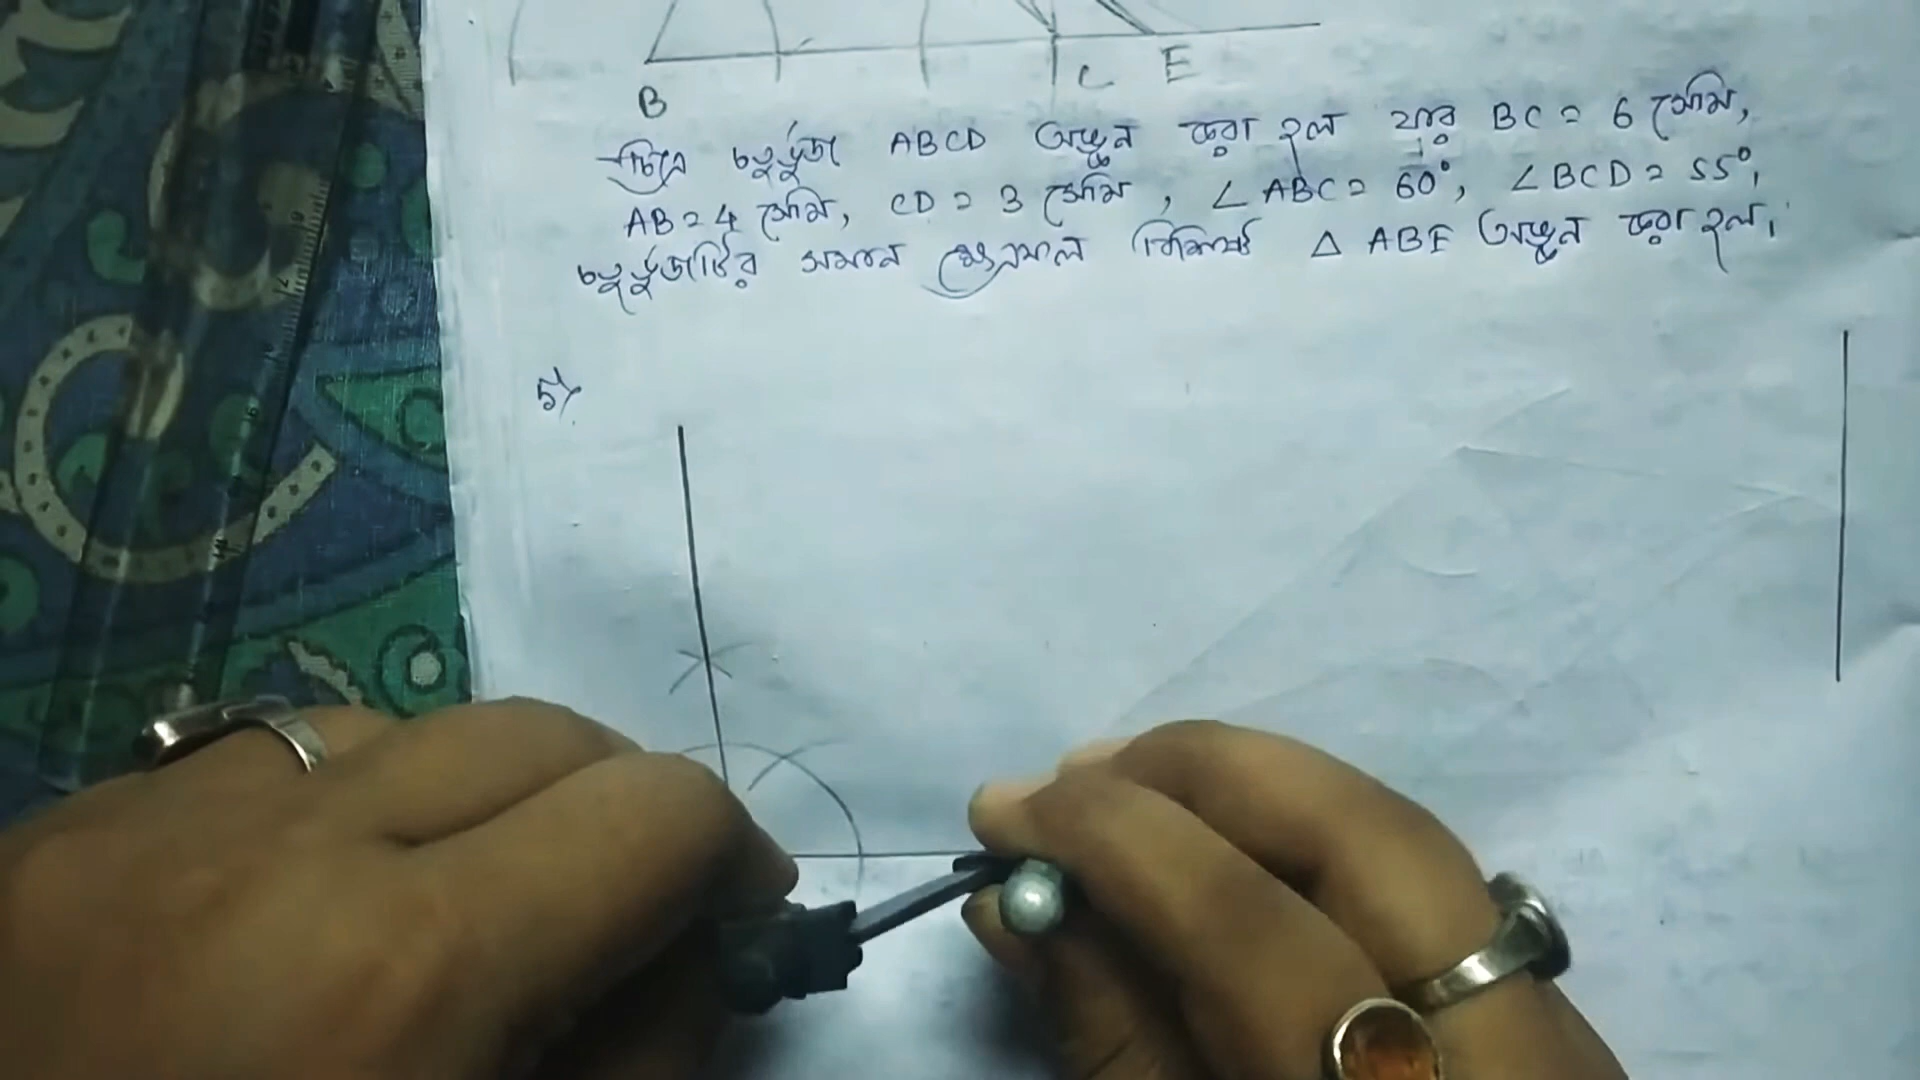 B C E
চিত্রে চতুর্ভুজ ABCD অঙ্কন করা হল যার BC = 6 সেমি,
AB = 4 সেমি, CD = 3 সেমি, ∠ABC = 60°, ∠BCD = 55°,
চতুর্ভুজটির সমান ক্ষেত্রফল বিশিষ্ট △ ABE অঙ্কন করা হল।